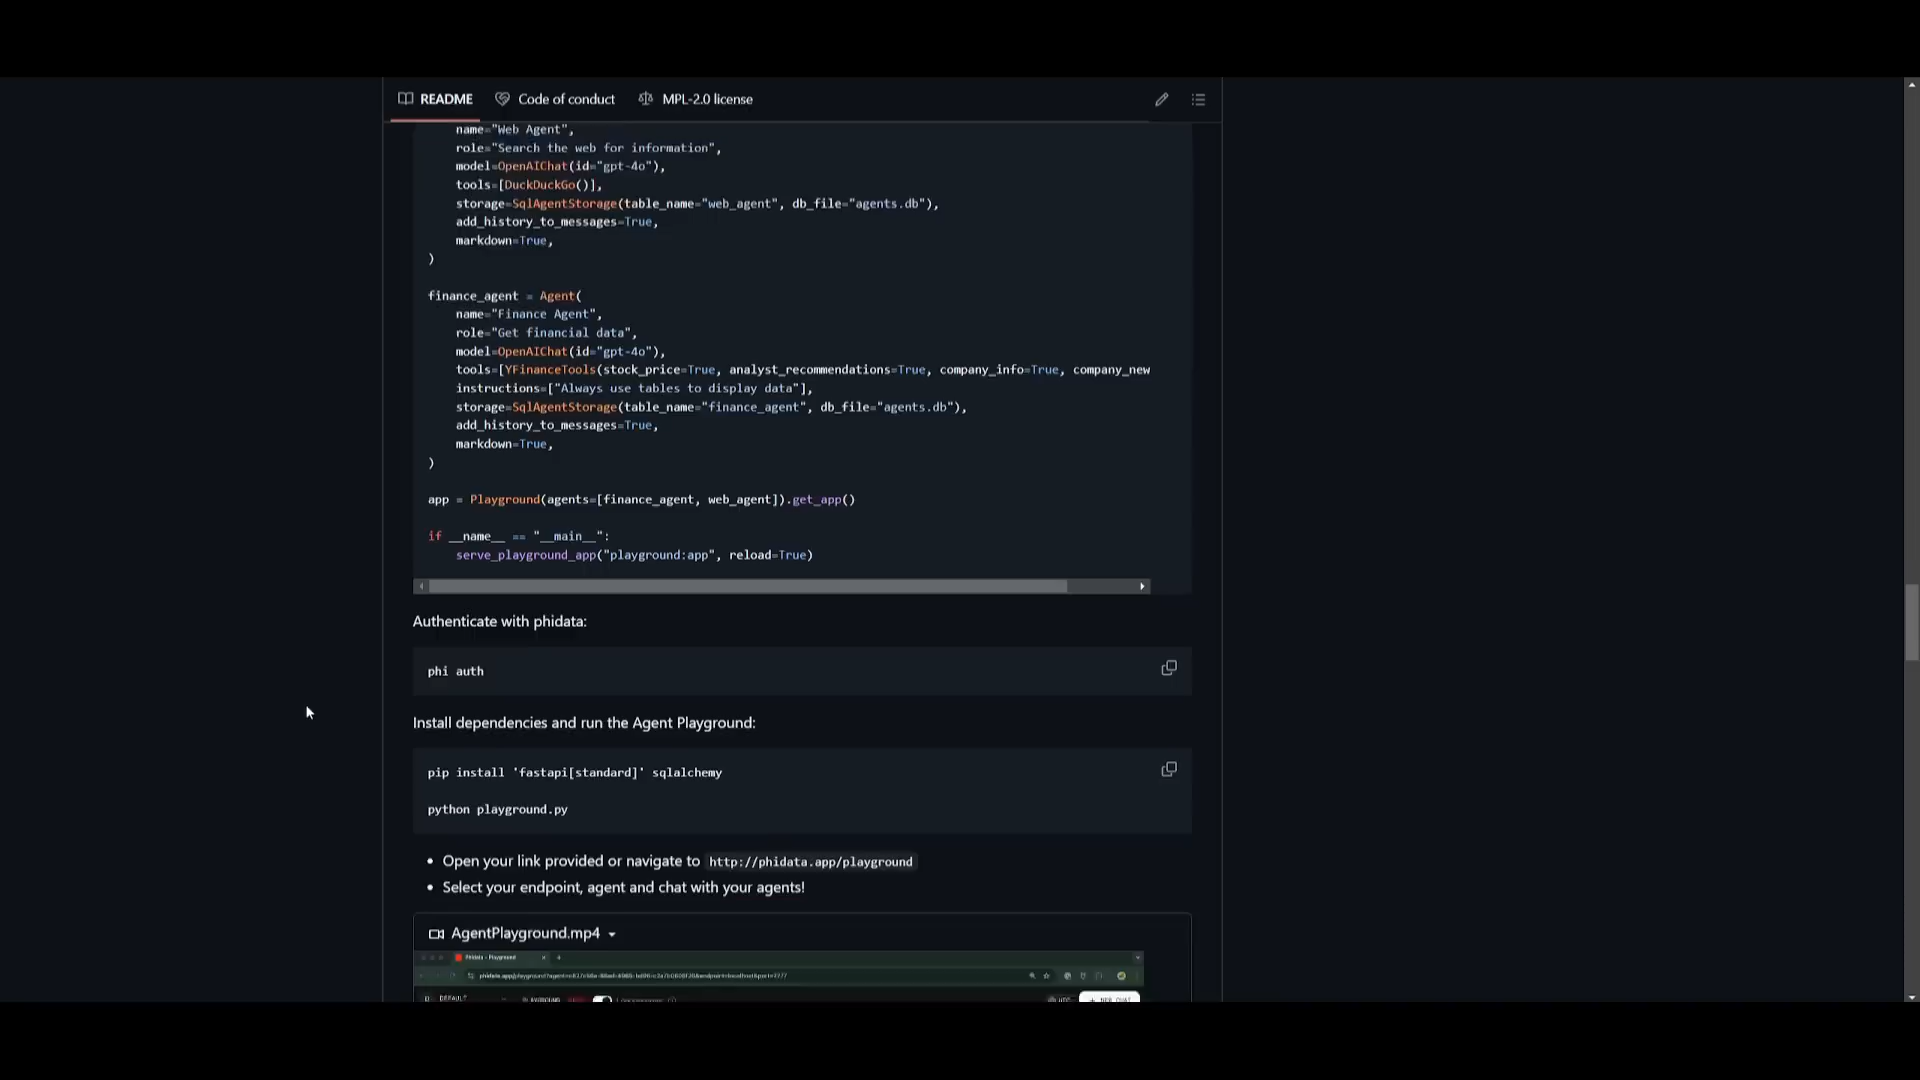 README Code of conduct MPL-2.0 license
name="Web Agent",
role="Search the web for information",
model=OpenAIChat(id="gpt-4o"),
tools=[DuckDuckGo()],
storage=SqlAgentStorage(table_name="web_agent", db_file="agents.db"),
add_history_to_messages=True,
markdown=True,
)
finance_agent = Agent(
name="Finance Agent",
role="Get financial data",
model=OpenAIChat(id="gpt-4o"),
tools=[YFinanceTools(stock_price=True, analyst_recommendations=True, company_info=True, company_new
instructions=["Always use tables to display data"],
storage=SqlAgentStorage(table_name="finance_agent", db_file="agents.db"),
add_history_to_messages=True,
markdown=True,
)
app = Playground(agents=[finance_agent, web_agent]).get_app()
if __name__ == "__main__":
serve_playground_app("playground:app", reload=True)
Authenticate with phidata:
phi auth
Install dependencies and run the Agent Playground:
pip install 'fastapi[standard]' sqlalchemy
python playground.py
• Open your link provided or navigate to http://phidata.app/playground
• Select your endpoint, agent and chat with your agents!
AgentPlayground.mp4
Phidata - Playground